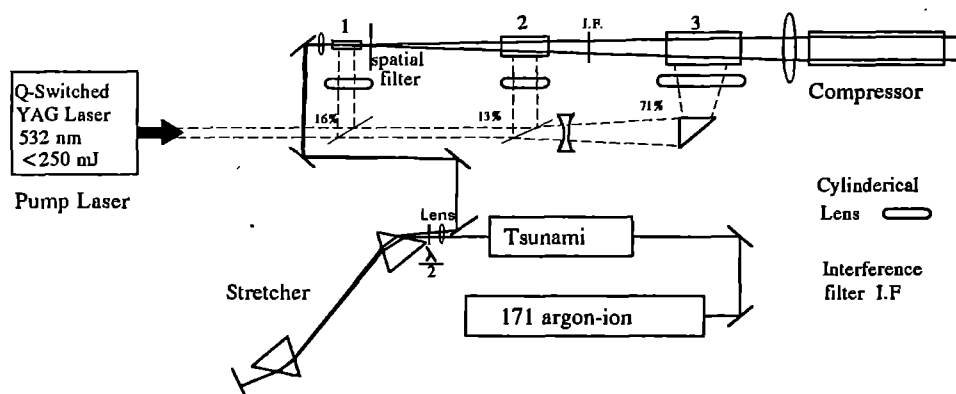 1
2
I.F.
3
spatial
filter
Q-Switched
YAG Laser
532 nm
<250 mJ
Pump Laser
16%
13%
71%
Compressor
Cylinderical
Lens
Lens
λ/2
Tsunami
Stretcher
171 argon-ion
Interference
filter I.F